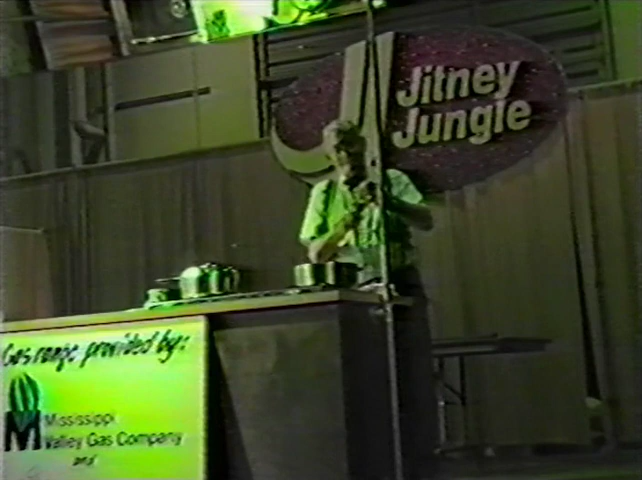 Jitney
Jungle
Gas range provided by:
Mississippi
Valley Gas Company
and